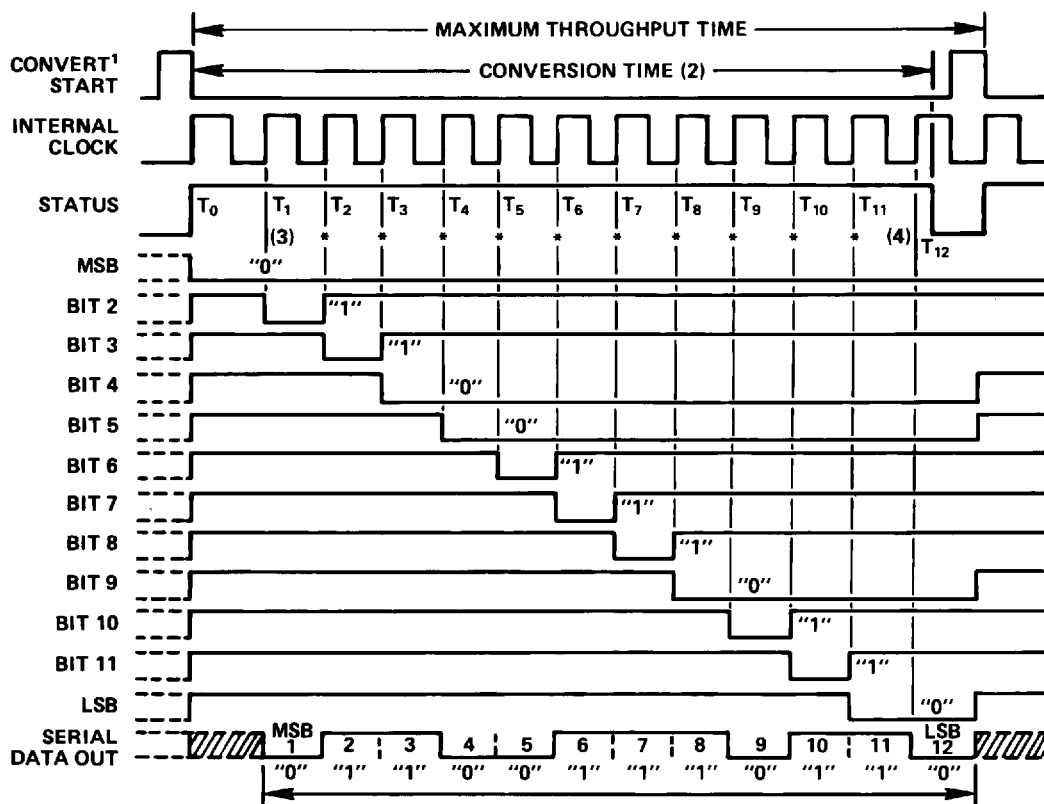 MAXIMUM THROUGHPUT TIME
CONVERT¹
START
CONVERSION TIME (2)
INTERNAL
CLOCK
STATUS
T0 T1 T2 T3 T4 T5 T6 T7 T8 T9 T10 T11
(3) * * * * * * * * * * (4) T12
MSB "0"
BIT 2 "1"
BIT 3 "1"
BIT 4 "0"
BIT 5 "0"
BIT 6 "1"
BIT 7 "1"
BIT 8 "1"
BIT 9 "0"
BIT 10 "1"
BIT 11 "1"
LSB "0"
SERIAL
DATA OUT
MSB LSB
1 2 3 4 5 6 7 8 9 10 11 12
"0" "1" "1" "0" "0" "1" "1" "1" "0" "1" "1" "0"